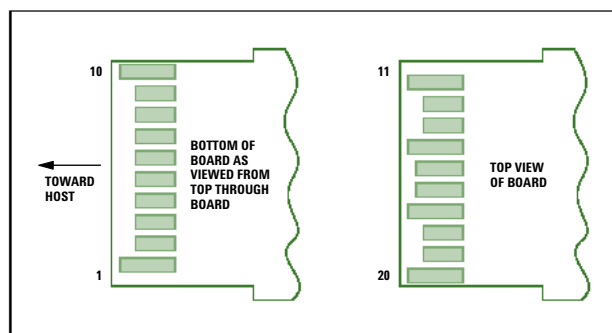 10
BOTTOM OF
BOARD AS
VIEWED FROM
TOP THROUGH
BOARD
TOWARD
HOST
1
11
TOP VIEW
OF BOARD
20